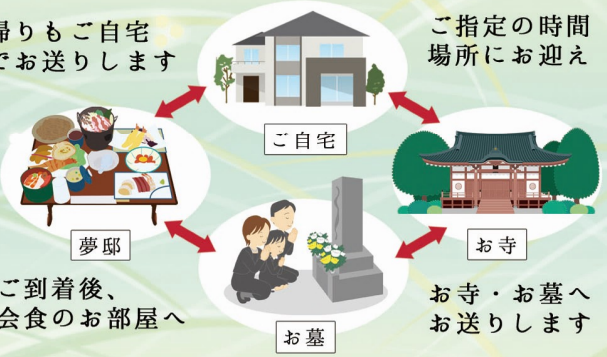 帰りもご自宅
でお送りします
ご指定の時間
場所にお迎え
ご自宅
夢邸
お寺
ご到着後、
会食のお部屋へ
お墓
お寺・お墓へ
お送りします